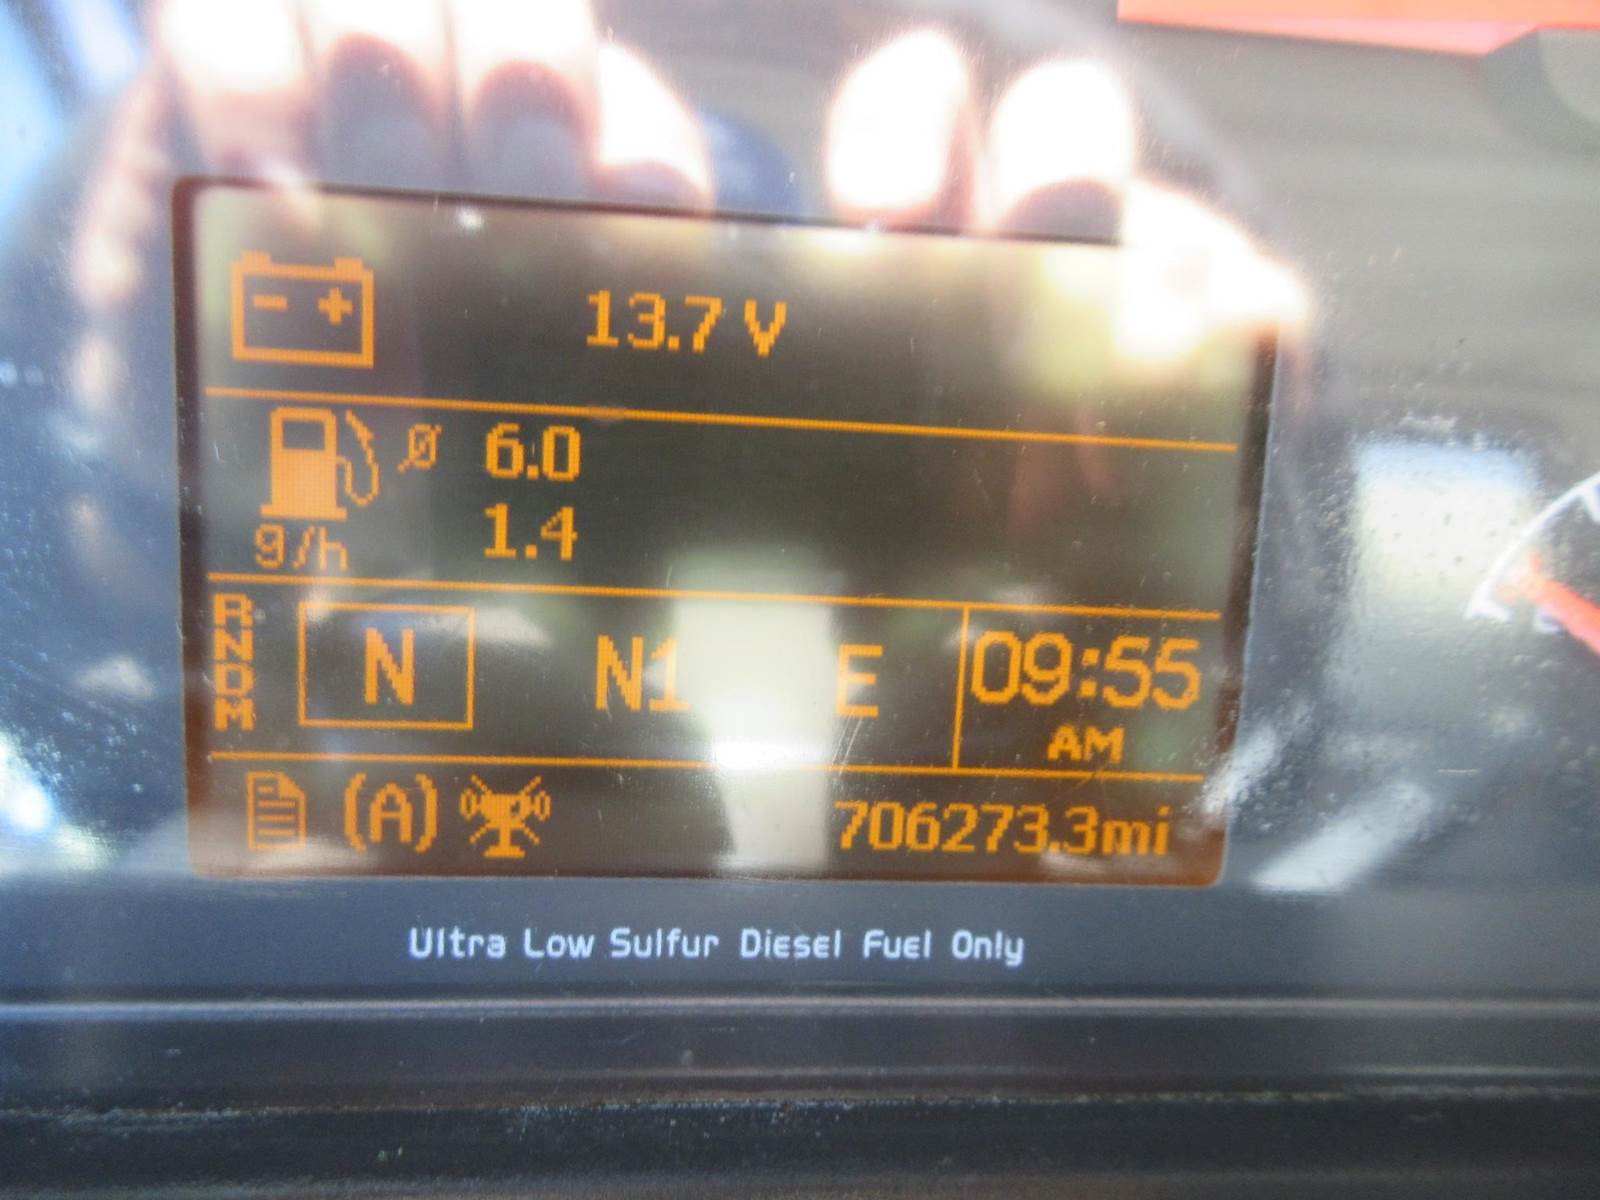 13.7 V
Ø 6.0
g/h 1.4
RNDM
N N1 E 09:55
AM
(A) 706273.3mi
Ultra Low Sulfur Diesel Fuel Only